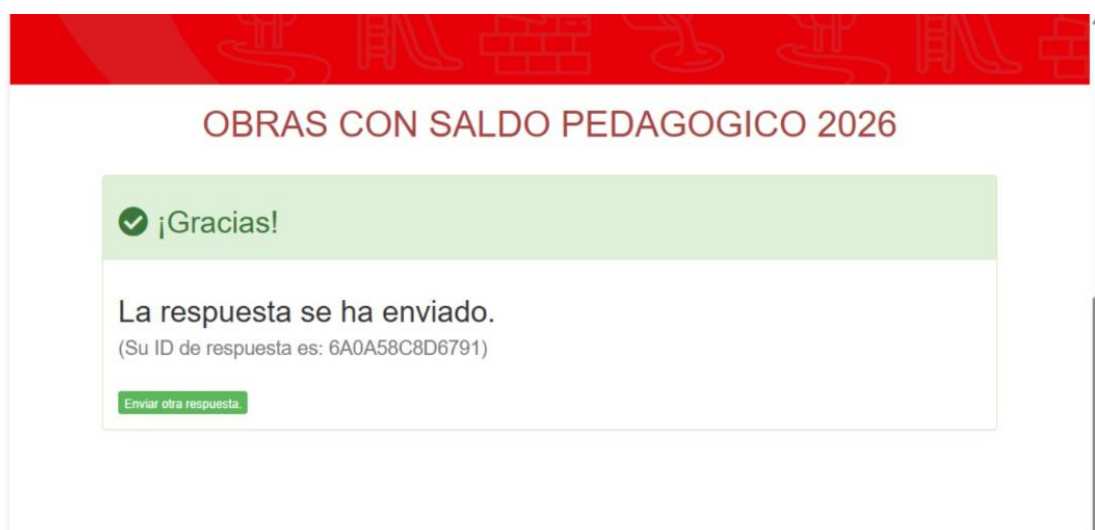 OBRAS CON SALDO PEDAGOGICO 2026
¡Gracias!
La respuesta se ha enviado.
(Su ID de respuesta es: 6A0A58C8D6791)
Enviar otra respuesta.